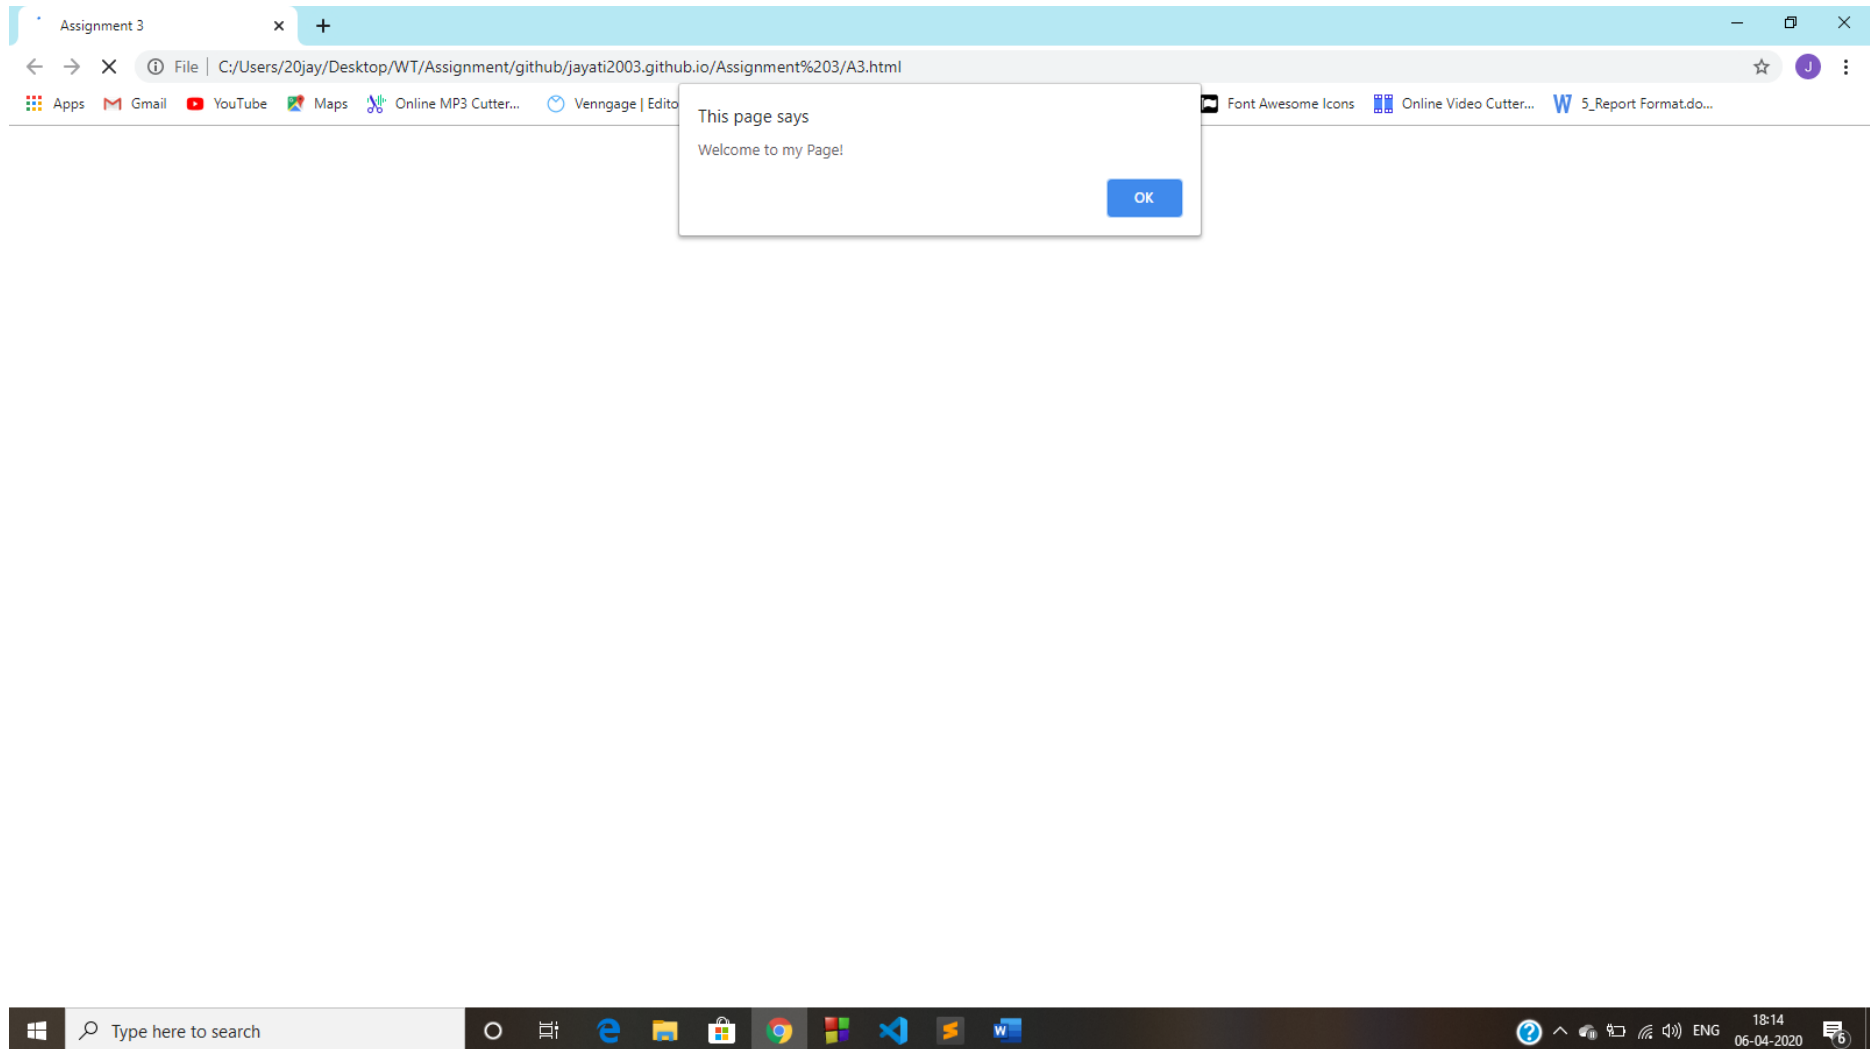 Assignment 3
File | C:/Users/20jay/Desktop/WT/Assignment/github/jayati2003.github.io/Assignment%203/A3.html
J
Apps Gmail YouTube Maps Online MP3 Cutter... Venngage | Edito Font Awesome Icons Online Video Cutter... 5_Report Format.do...
This page says
Welcome to my Page!
OK
Type here to search
ENG
18:14
06-04-2020
6